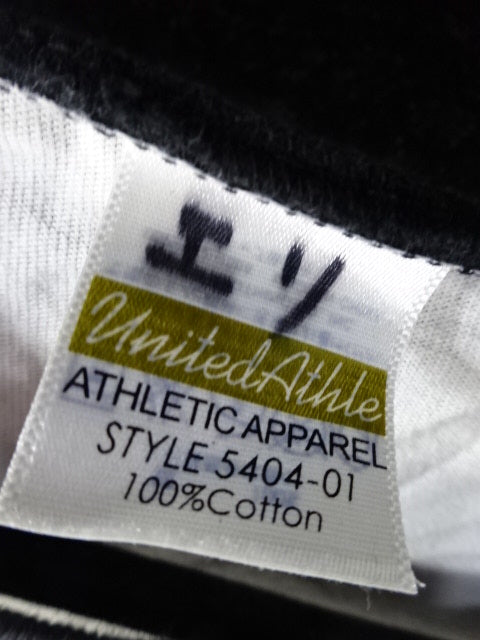 エリ
UnitedAthle
ATHLETIC APPAREL
STYLE 5404-01
100%Cotton